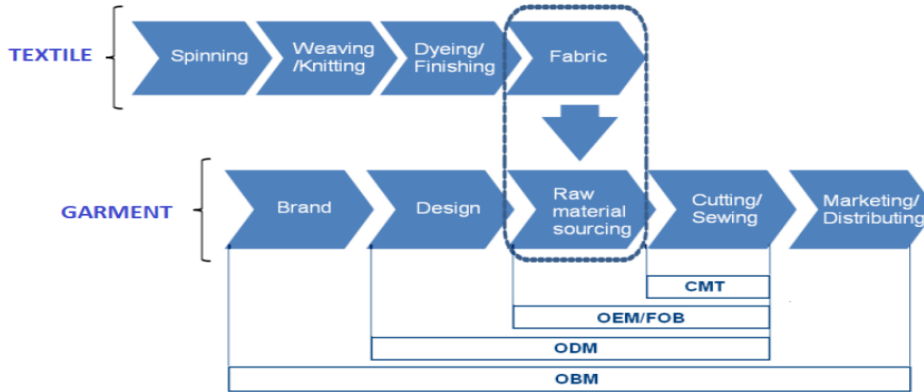 TEXTILE
Spinning
Weaving
/Knitting
Dyeing/
Finishing
Fabric
GARMENT
Brand
Design
Raw
material
sourcing
Cutting/
Sewing
Marketing/
Distributing
CMT
OEM/FOB
ODM
OBM